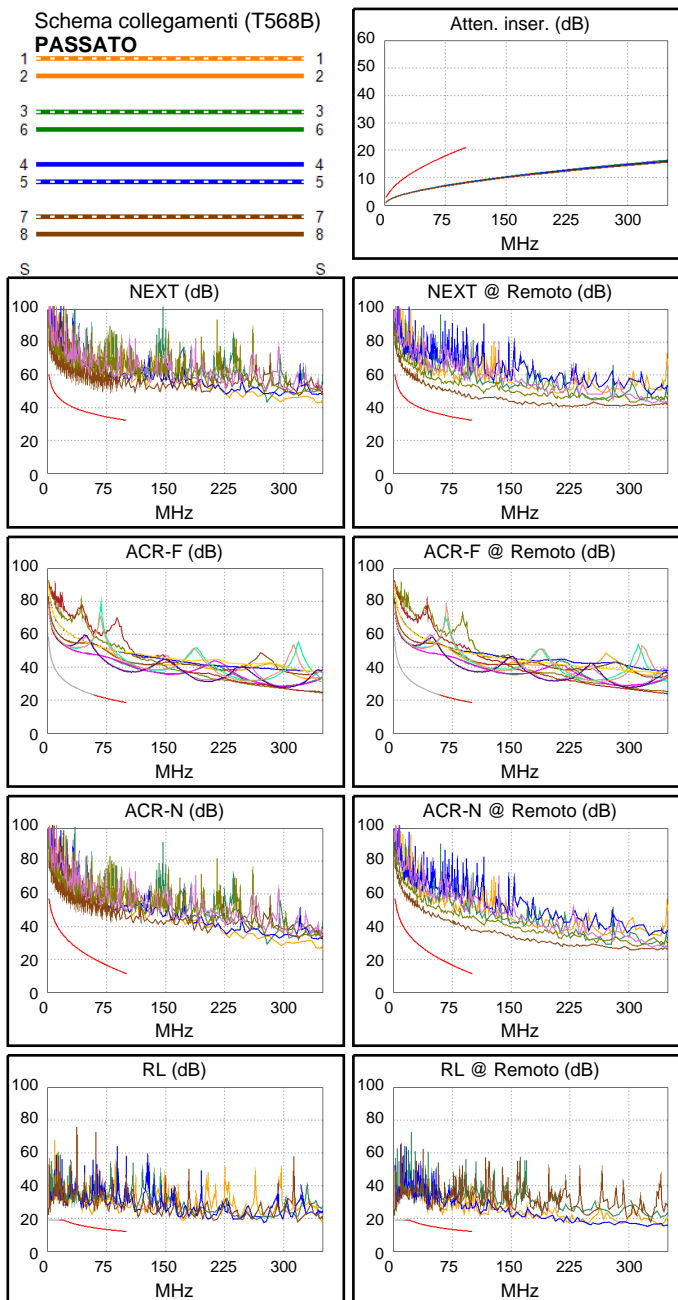 Schema collegamenti (T568B)
PASSATO
1 1
2 2
3 3
6 6
4 4
5 5
7 7
8 8
S S
Atten. inser. (dB)
60
50
40
30
20
10
0 75 150 225 300
MHz
NEXT (dB)
100
80
60
40
20
0
0 75 150 225 300
MHz
NEXT @ Remoto (dB)
100
80
60
40
20
0
0 75 150 225 300
MHz
ACR-F (dB)
100
80
60
40
20
0
0 75 150 225 300
MHz
ACR-F @ Remoto (dB)
100
80
60
40
20
0
0 75 150 225 300
MHz
ACR-N (dB)
100
80
60
40
20
0
0 75 150 225 300
MHz
ACR-N @ Remoto (dB)
100
80
60
40
20
0
0 75 150 225 300
MHz
RL (dB)
100
80
60
40
20
0
0 75 150 225 300
MHz
RL @ Remoto (dB)
100
80
60
40
20
0
0 75 150 225 300
MHz